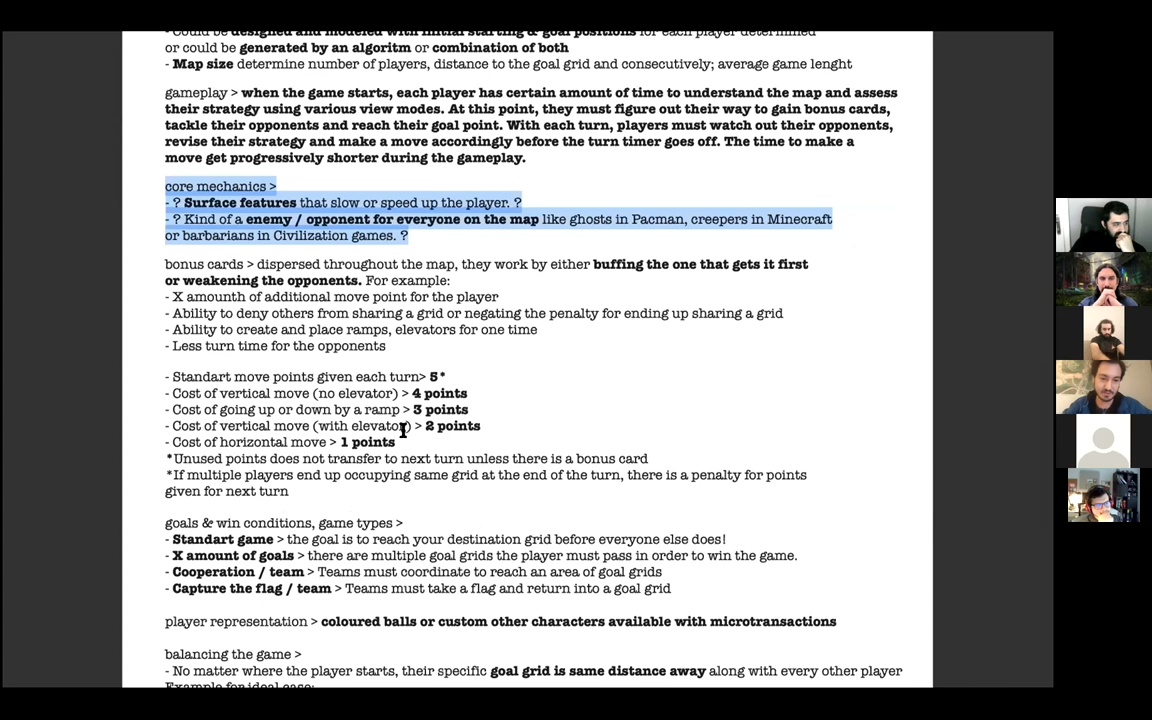 - Could be designed and modeled with initial starting & goal positions for each player determined
or could be generated by an algoritm or combination of both
- Map size determine number of players, distance to the goal grid and consecutively; average game lenght
gameplay > when the game starts, each player has certain amount of time to understand the map and assess
their strategy using various view modes. At this point, they must figure out their way to gain bonus cards,
tackle their opponents and reach their goal point. With each turn, players must watch out their opponents,
revise their strategy and make a move accordingly before the turn timer goes off. The time to make a
move get progressively shorter during the gameplay.
core mechanics >
- ? Surface features that slow or speed up the player. ?
- ? Kind of a enemy / opponent for everyone on the map like ghosts in Pacman, creepers in Minecraft
or barbarians in Civilization games. ?
bonus cards > dispersed throughout the map, they work by either buffing the one that gets it first
or weakening the opponents. For example:
- X amounth of additional move point for the player
- Ability to deny others from sharing a grid or negating the penalty for ending up sharing a grid
- Ability to create and place ramps, elevators for one time
- Less turn time for the opponents
- Standart move points given each turn> 5*
- Cost of vertical move (no elevator) > 4 points
- Cost of going up or down by a ramp > 3 points
- Cost of vertical move (with elevator) > 2 points
- Cost of horizontal move > 1 points
*Unused points does not transfer to next turn unless there is a bonus card
*If multiple players end up occupying same grid at the end of the turn, there is a penalty for points
given for next turn
goals & win conditions, game types >
- Standart game > the goal is to reach your destination grid before everyone else does!
- X amount of goals > there are multiple goal grids the player must pass in order to win the game.
- Cooperation / team > Teams must coordinate to reach an area of goal grids
- Capture the flag / team > Teams must take a flag and return into a goal grid
player representation > coloured balls or custom other characters available with microtransactions
balancing the game >
- No matter where the player starts, their specific goal grid is same distance away along with every other player
Example for ideal case: